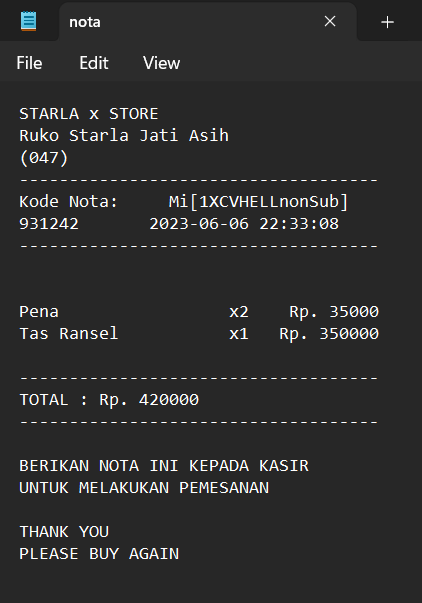 nota
File Edit View
STARLA x STORE
Ruko Starla Jati Asih
(047)
------------------------------------
Kode Nota: Mi[1XCVHELLnonSub]
931242 2023-06-06 22:33:08
------------------------------------
Pena x2 Rp. 35000
Tas Ransel x1 Rp. 350000
------------------------------------
TOTAL : Rp. 420000
------------------------------------
BERIKAN NOTA INI KEPADA KASIR
UNTUK MELAKUKAN PEMESANAN
THANK YOU
PLEASE BUY AGAIN